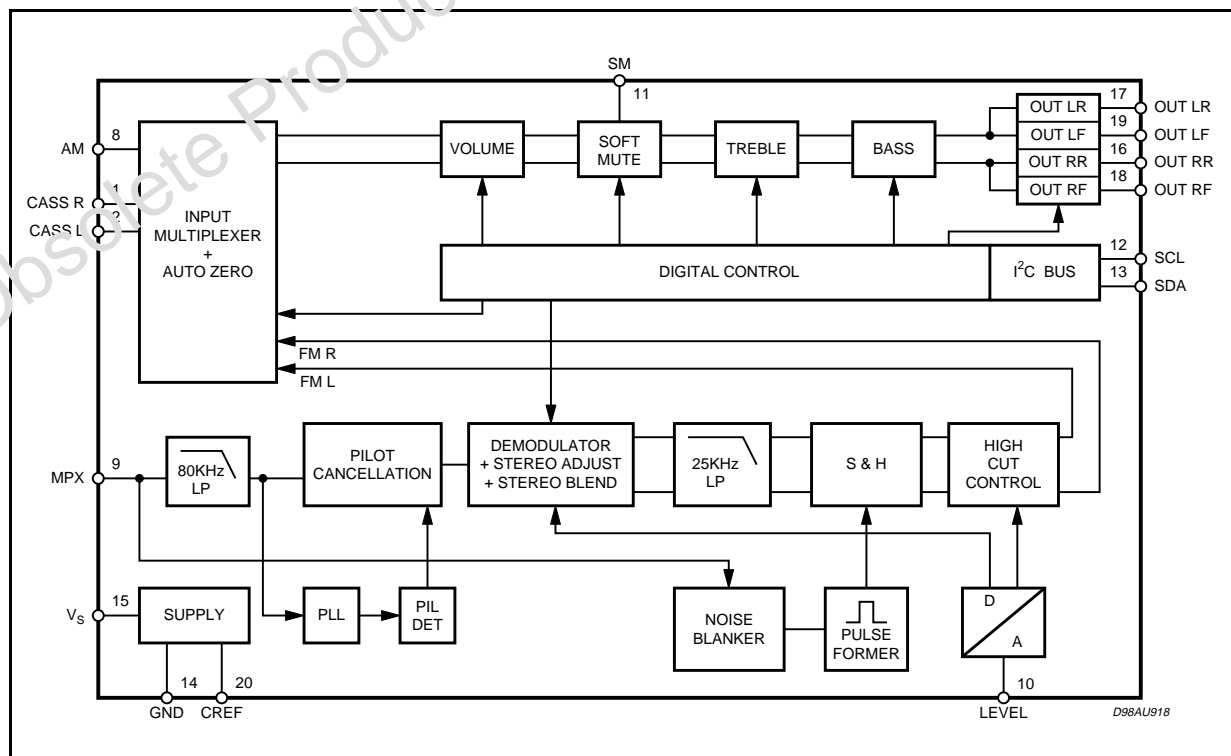 Obsolete Produc
SM
11
17
OUT LR
OUT LR
8
AM
VOLUME
SOFT
MUTE
TREBLE
BASS
OUT LF
19
OUT LF
OUT RR
16
OUT RR
OUT RF
18
OUT RF
1
CASS R
2
CASS L
INPUT
MULTIPLEXER
+
AUTO ZERO
DIGITAL CONTROL
I²C BUS
12
SCL
13
SDA
FM R
FM L
9
MPX
80KHz
LP
PILOT
CANCELLATION
DEMODULATOR
+ STEREO ADJUST
+ STEREO BLEND
25KHz
LP
S & H
HIGH
CUT
CONTROL
15
VS
SUPPLY
PLL
PIL
DET
NOISE
BLANKER
PULSE
FORMER
D
A
14
GND
20
CREF
10
LEVEL
D98AU918